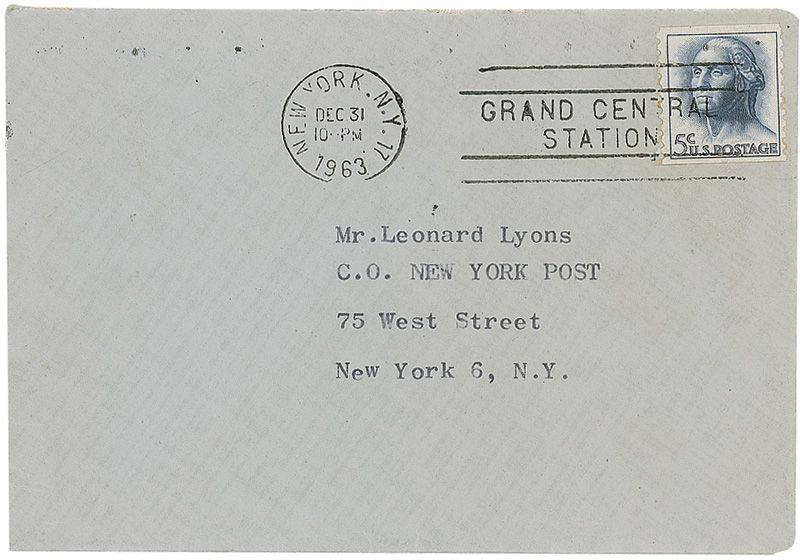 NEW YORK, N.Y. 17
DEC 31
10 PM
1963
GRAND CENTRAL
STATION
5c U.S. POSTAGE
Mr.Leonard Lyons
C.O. NEW YORK POST
75 West Street
New York 6, N.Y.